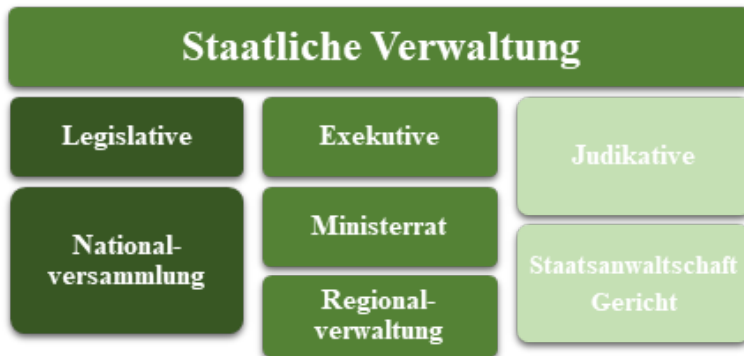 Staatliche Verwaltung
Legislative
National-
versammlung
Exekutive
Ministerrat
Regional-
verwaltung
Judikative
Staatsanwaltschaft
Gericht